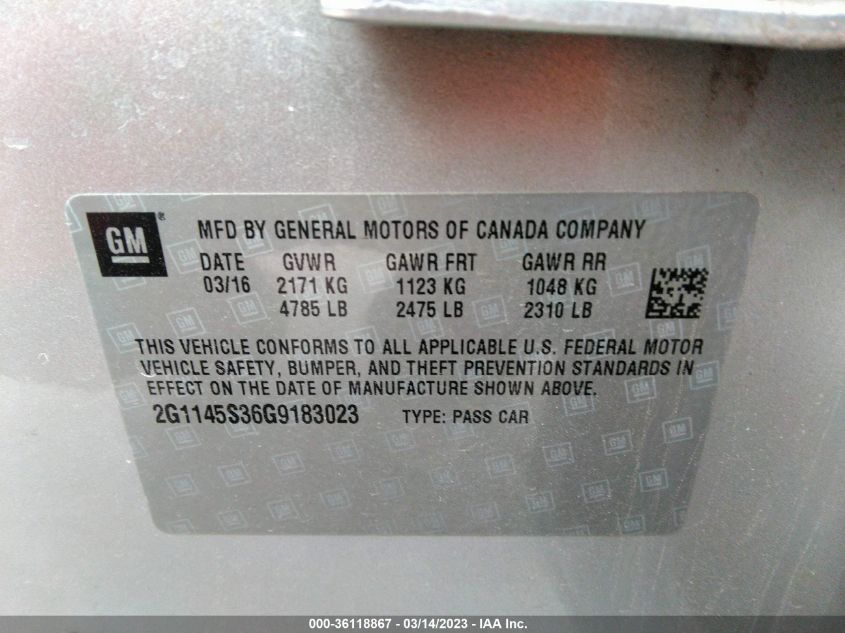 GM®
MFD BY GENERAL MOTORS OF CANADA COMPANY
DATE GVWR GAWR FRT GAWR RR
03/16 2171 KG 1123 KG 1048 KG
4785 LB 2475 LB 2310 LB
THIS VEHICLE CONFORMS TO ALL APPLICABLE U.S. FEDERAL MOTOR
VEHICLE SAFETY, BUMPER, AND THEFT PREVENTION STANDARDS IN
EFFECT ON THE DATE OF MANUFACTURE SHOWN ABOVE.
2G1145S36G9183023 TYPE: PASS CAR
000-36118867 - 03/14/2023 - IAA Inc.